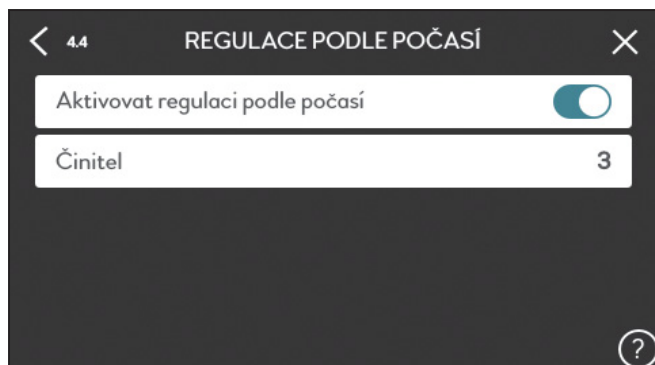 4.4 REGULACE PODLE POČASÍ
Aktivovat regulaci podle počasí
Činitel 3
?